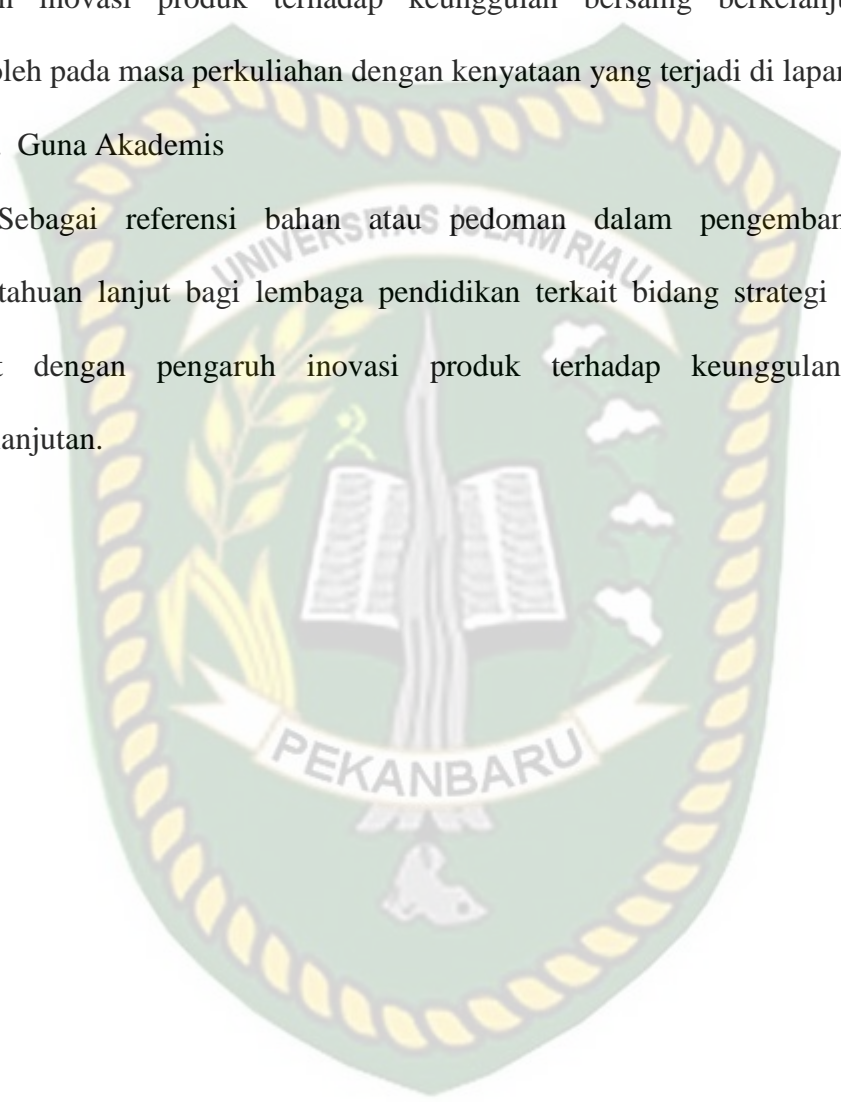 inovasi produk terhadap keunggulan bersaing
oleh pada masa perkuliahan dengan kenyataan yang terjadi di lapan
Guna Akademis
Sebagai referensi bahan atau pedoman dalam pengemban
UNIVERSITAS ISLAM RIAU
tahuan lanjut bagi lembaga pendidikan terkait bidang strategi
dengan pengaruh inovasi produk terhadap keunggulan
anjutan.
PEKANBARU